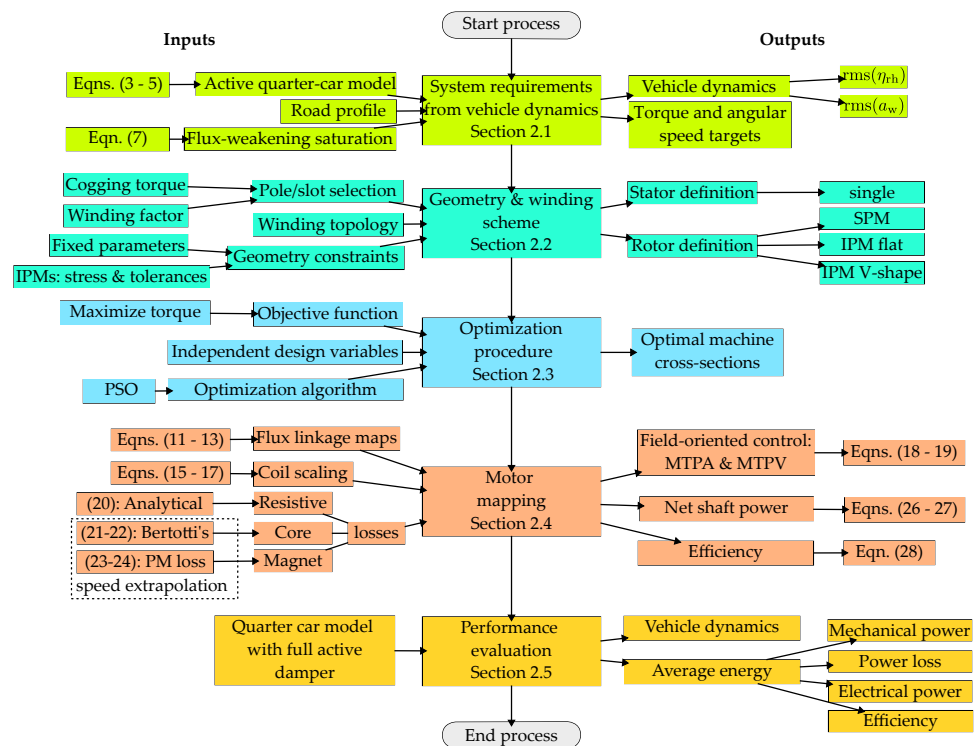 Start process
Inputs
Outputs
Eqns. (3 - 5)
Active quarter-car model
Road profile
Eqn. (7)
Flux-weakening saturation
System requirements
from vehicle dynamics
Section 2.1
Vehicle dynamics
rms(η_rh)
rms(a_w)
Torque and angular
speed targets
Cogging torque
Pole/slot selection
Winding factor
Winding topology
Fixed parameters
Geometry constraints
IPMs: stress & tolerances
Geometry & winding
scheme
Section 2.2
Stator definition
single
SPM
Rotor definition
IPM flat
IPM V-shape
Maximize torque
Objective function
Independent design variables
PSO
Optimization algorithm
Optimization
procedure
Section 2.3
Optimal machine
cross-sections
Eqns. (11 - 13)
Flux linkage maps
Eqns. (15 - 17)
Coil scaling
(20): Analytical
Resistive
(21-22): Bertotti's
Core
losses
(23-24): PM loss
Magnet
speed extrapolation
Motor
mapping
Section 2.4
Field-oriented control:
MTPA & MTPV
Eqns. (18 - 19)
Net shaft power
Eqns. (26 - 27)
Efficiency
Eqn. (28)
Quarter car model
with full active
damper
Performance
evaluation
Section 2.5
Vehicle dynamics
Average energy
Mechanical power
Power loss
Electrical power
Efficiency
End process